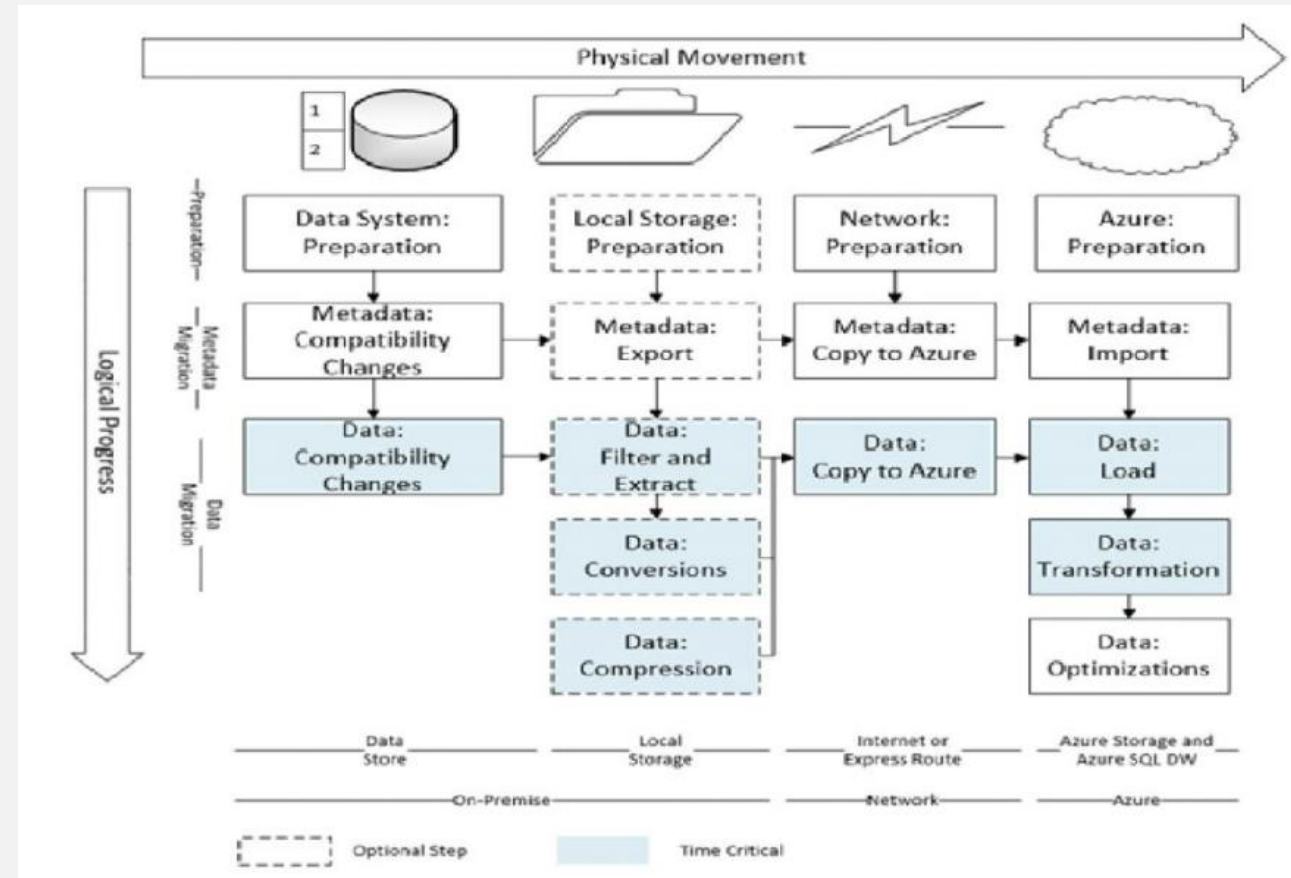 Physical Movement
1
2
Logical Progress
Preparation
Metadata
Migration
Data
Migration
Data System:
Preparation
Local Storage:
Preparation
Network:
Preparation
Azure:
Preparation
Metadata:
Compatibility
Changes
Metadata:
Export
Metadata:
Copy to Azure
Metadata:
Import
Data:
Compatibility
Changes
Data:
Filter and
Extract
Data:
Copy to Azure
Data:
Load
Data:
Conversions
Data:
Transformation
Data:
Compression
Data:
Optimizations
Data
Store
Local
Storage
Internet or
Express Route
Azure Storage and
Azure SQL DW
On-Premise
Network
Azure
Optional Step
Time Critical